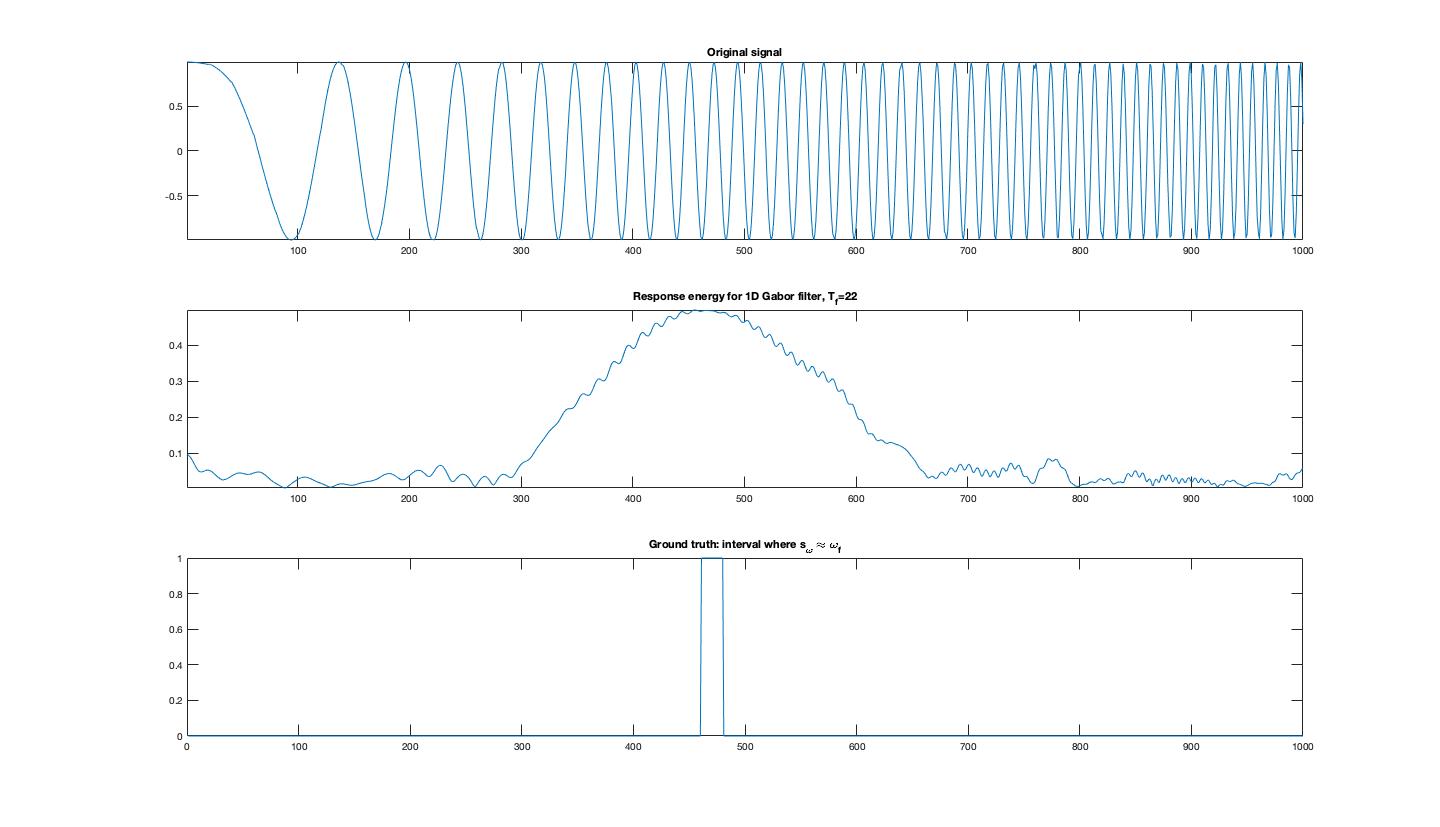 Original signal
0.5
0
-0.5
100 200 300 400 500 600 700 800 900 1000
Response energy for 1D Gabor filter, T_f=22
0.4
0.3
0.2
0.1
100 200 300 400 500 600 700 800 900 1000
Ground truth: interval where s_ω ≈ ω_f
1
0.8
0.6
0.4
0.2
0
0 100 200 300 400 500 600 700 800 900 1000